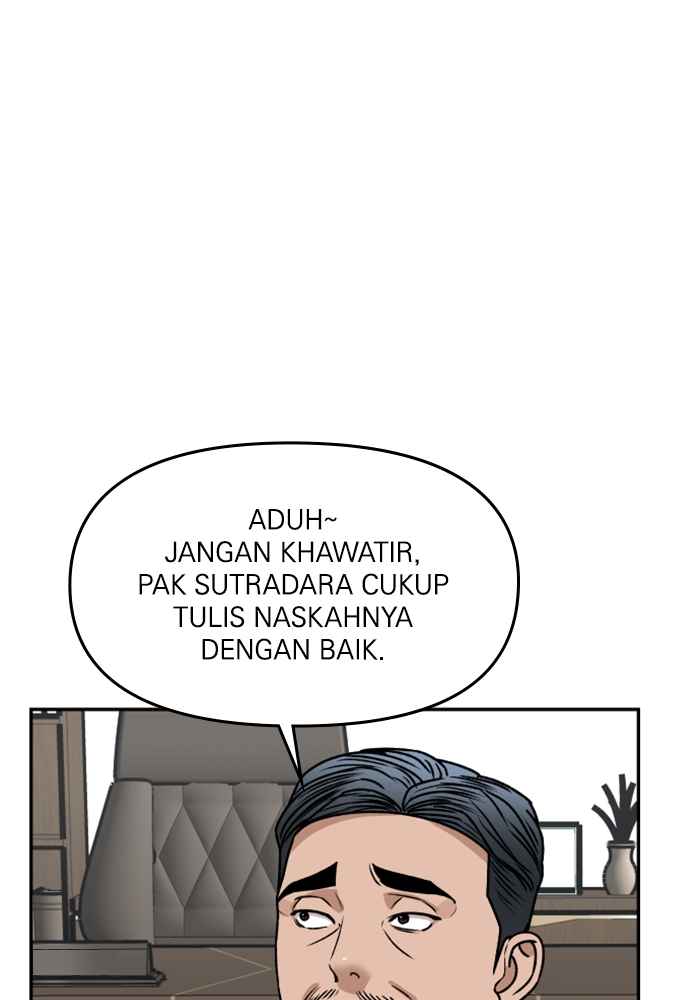 ADUH~
JANGAN KHAWATIR,
PAK SUTRADARA CUKUP
TULIS NASKAHNYA
DENGAN BAIK.